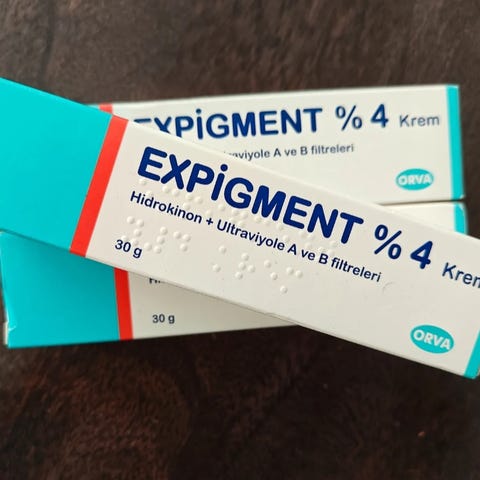 EXPİGMENT % 4 Krem
Ultraviyole A ve B filtreleri
ORVA
EXPİGMENT % 4 Krem
Hidrokinon + Ultraviyole A ve B filtreleri
30 g
ORVA
30 g